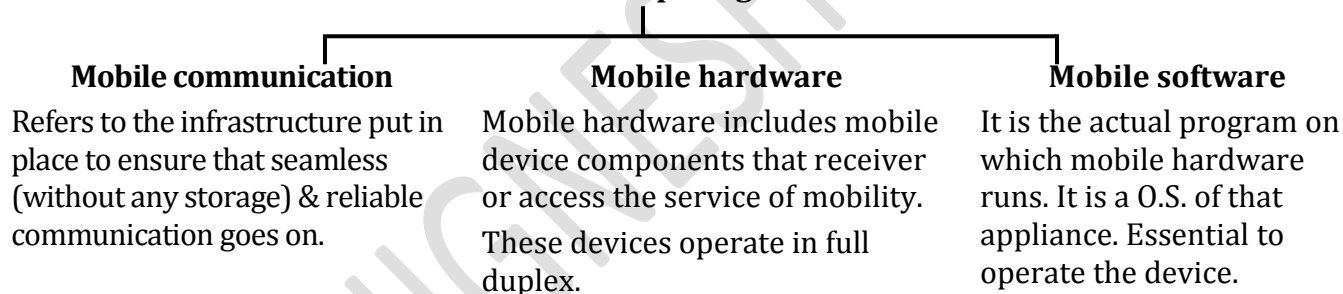 Mobile communication
Refers to the infrastructure put in
place to ensure that seamless
(without any storage) & reliable
communication goes on.
Mobile hardware
Mobile hardware includes mobile
device components that receiver
or access the service of mobility.
These devices operate in full
duplex.
Mobile software
It is the actual program on
which mobile hardware
runs. It is a O.S. of that
appliance. Essential to
operate the device.